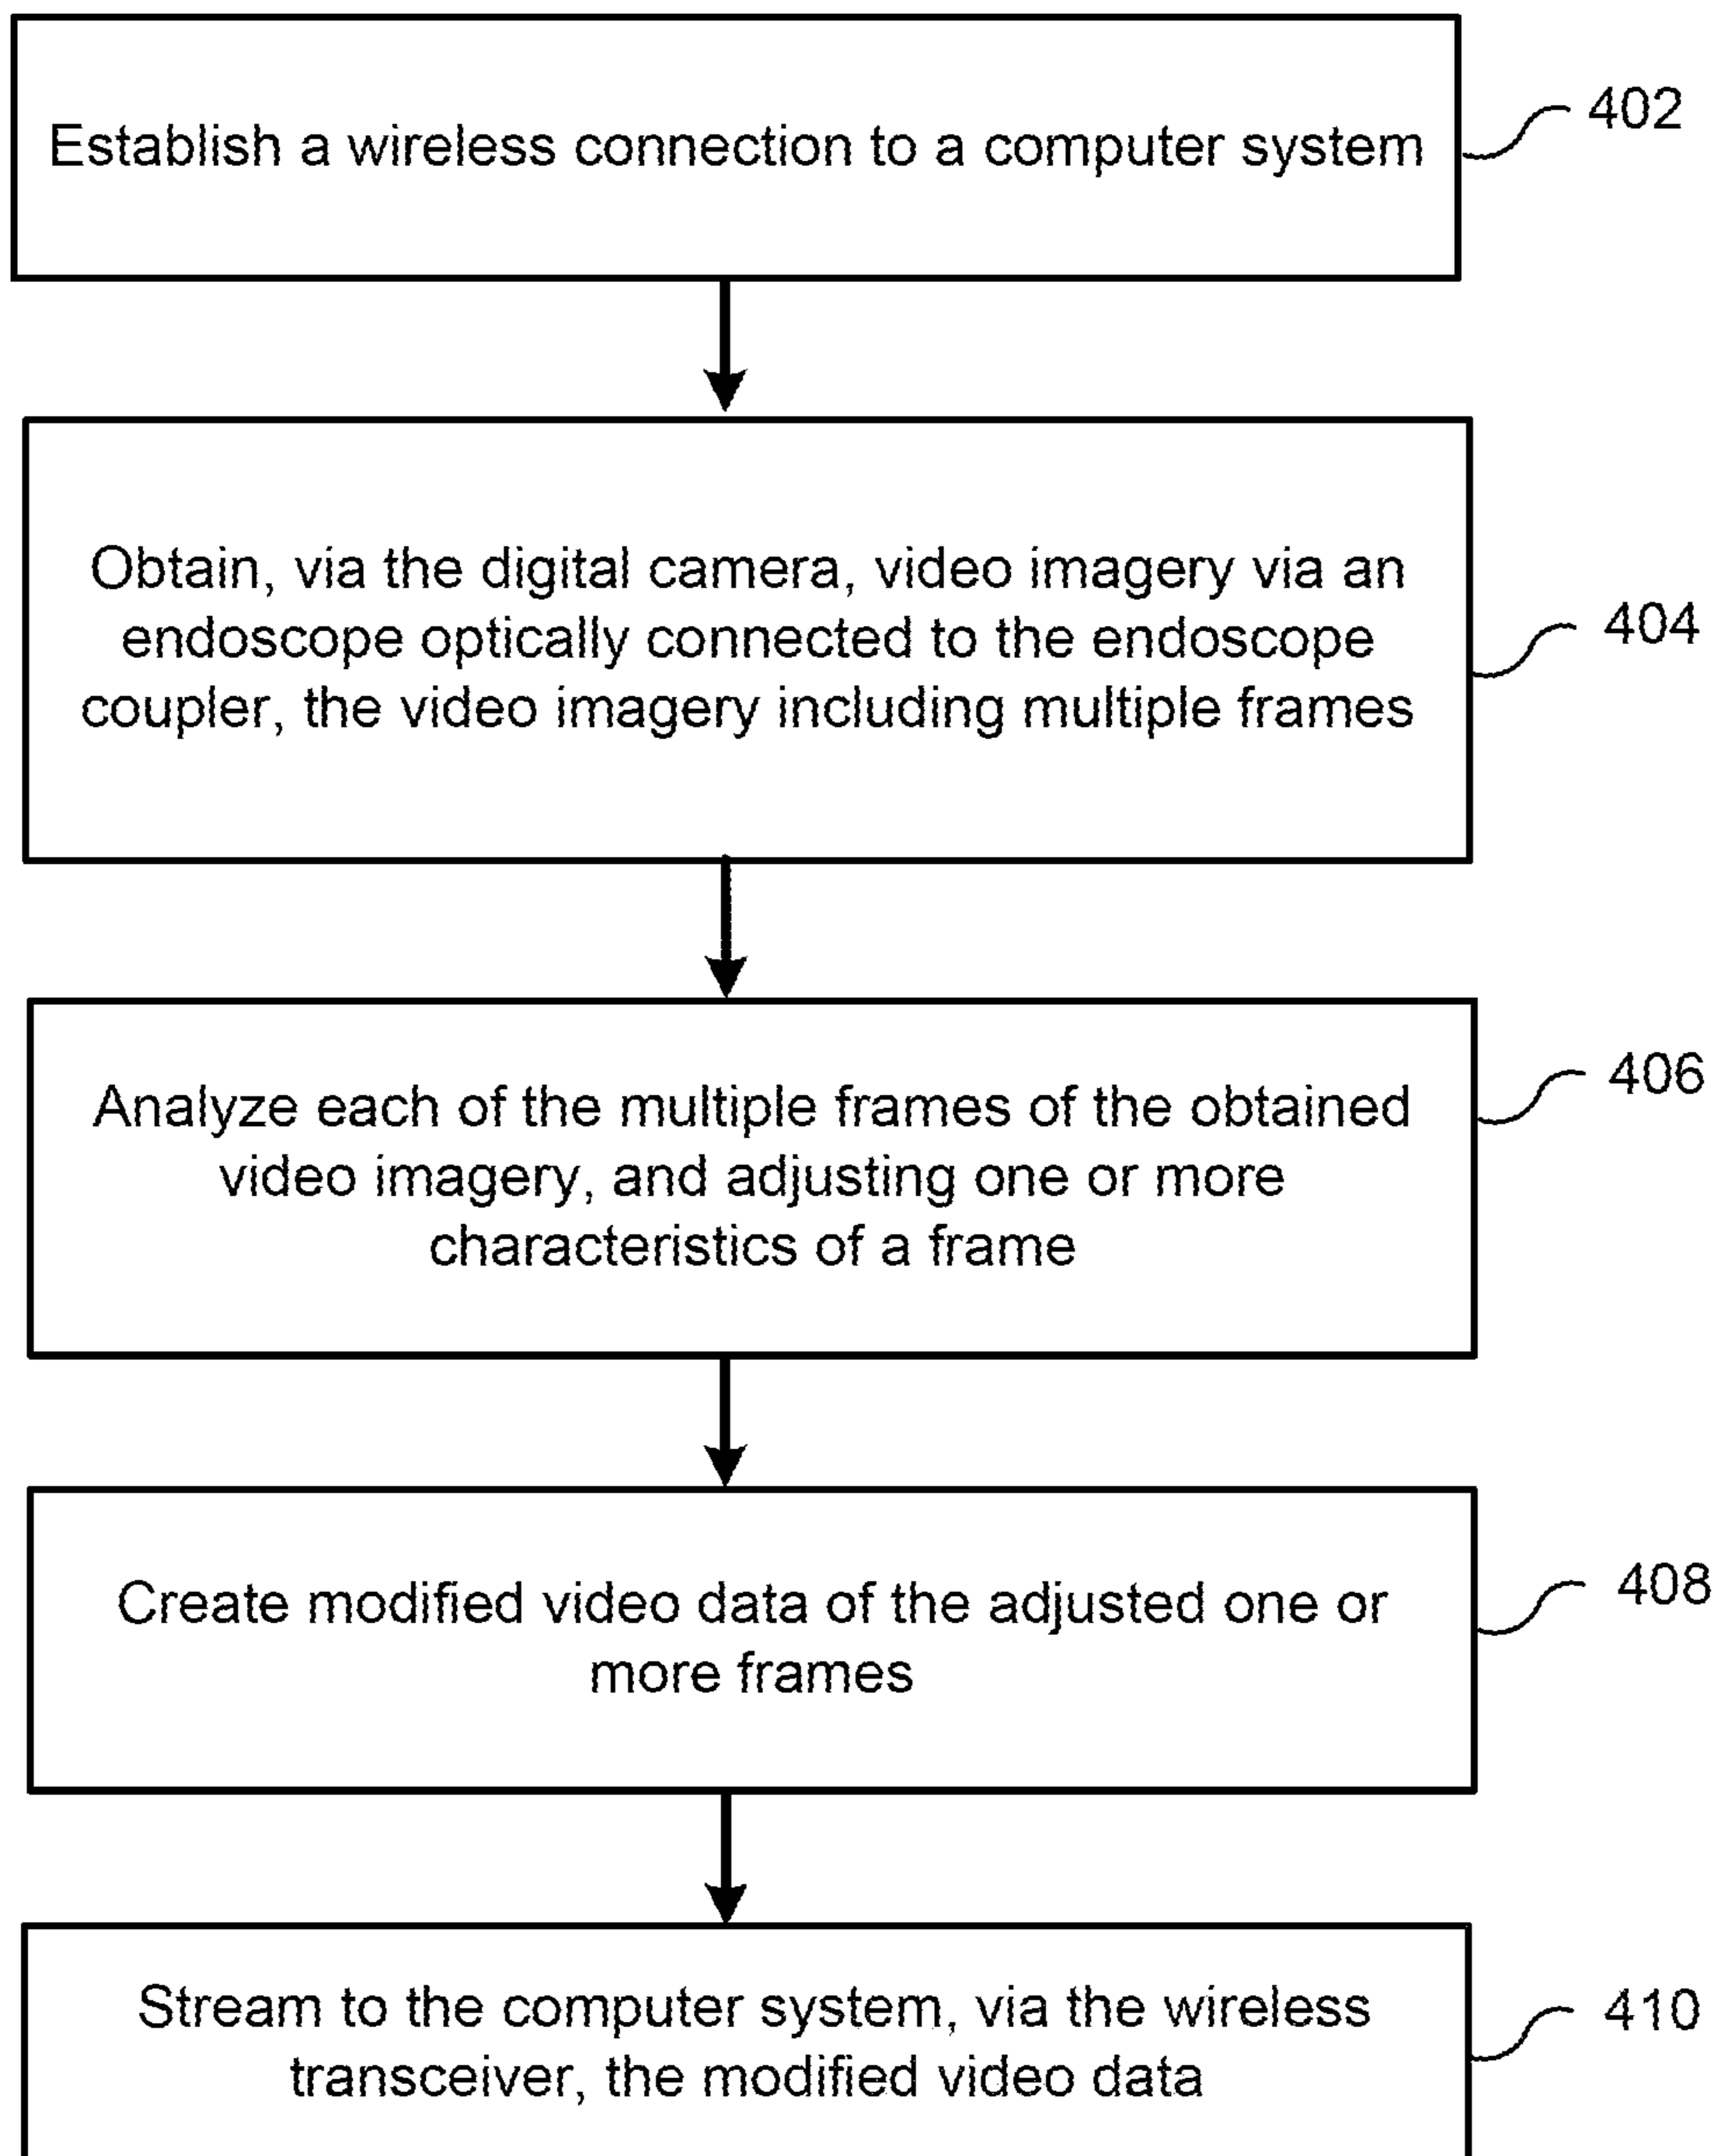 Establish a wireless connection to a computer system
402
Obtain, via the digital camera, video imagery via an
endoscope optically connected to the endoscope
coupler, the video imagery including multiple frames
404
Analyze each of the multiple frames of the obtained
video imagery, and adjusting one or more
characteristics of a frame
406
Create modified video data of the adjusted one or
more frames
408
Stream to the computer system, via the wireless
transceiver, the modified video data
410